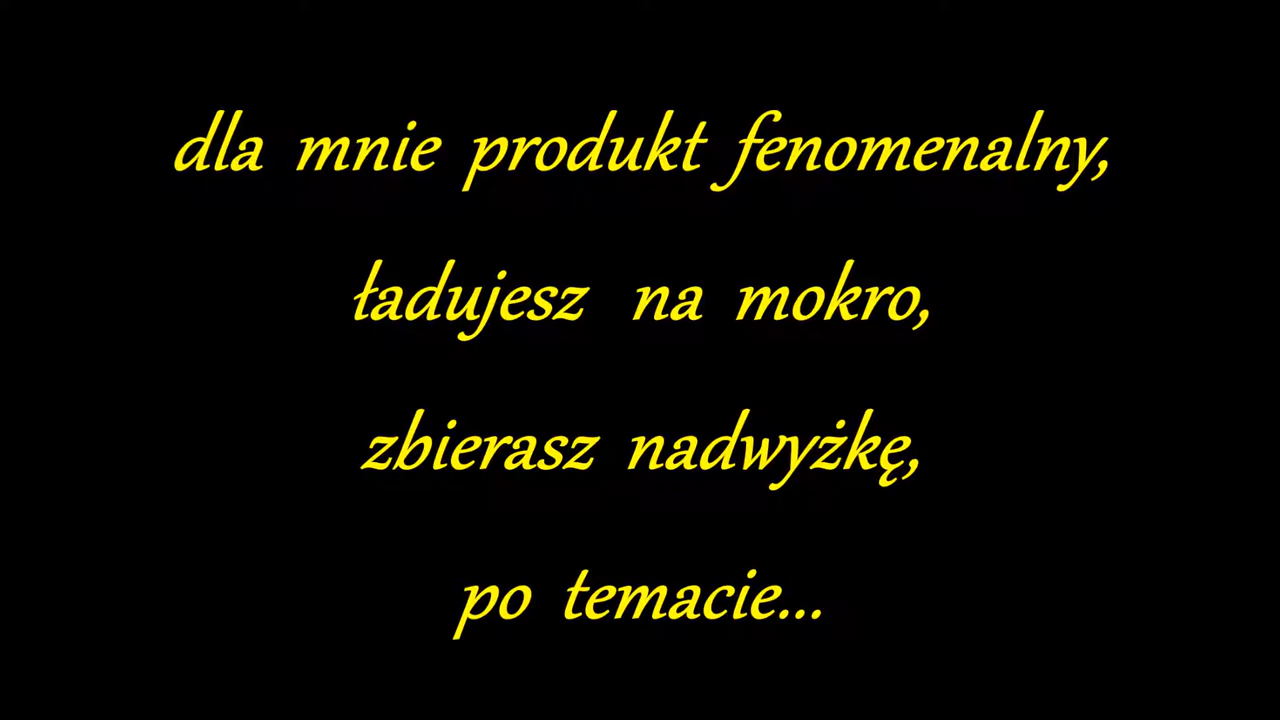 dla mnie produkt fenomenalny,
ładujesz na mokro,
zbierasz nadwyżkę,
po temacie...